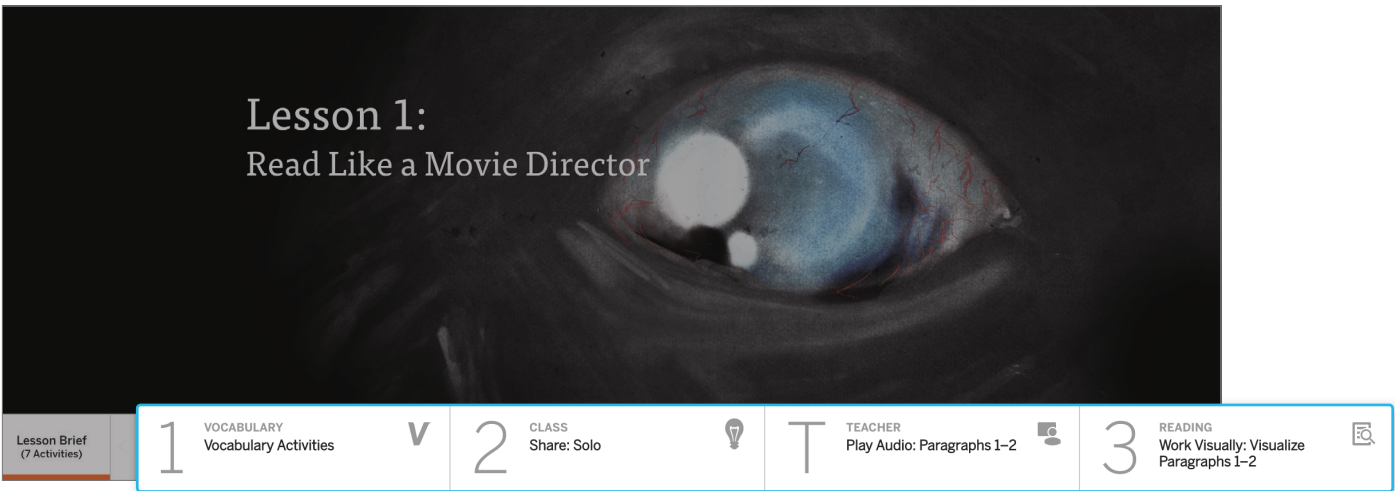 Lesson 1:
Read Like a Movie Director
Lesson Brief
(7 Activities)
1
VOCABULARY
Vocabulary Activities
V
2
CLASS
Share: Solo
T
TEACHER
Play Audio: Paragraphs 1–2
3
READING
Work Visually: Visualize
Paragraphs 1–2